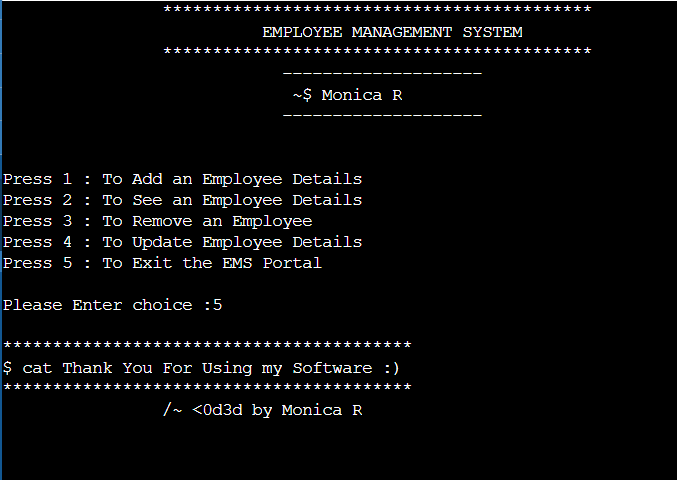 *******************************************
EMPLOYEE MANAGEMENT SYSTEM
*******************************************
--------------------
~$ Monica R
--------------------
Press 1 : To Add an Employee Details
Press 2 : To See an Employee Details
Press 3 : To Remove an Employee
Press 4 : To Update Employee Details
Press 5 : To Exit the EMS Portal
Please Enter choice :5
*****************************************
$ cat Thank You For Using my Software :)
*****************************************
/~ <0d3d by Monica R